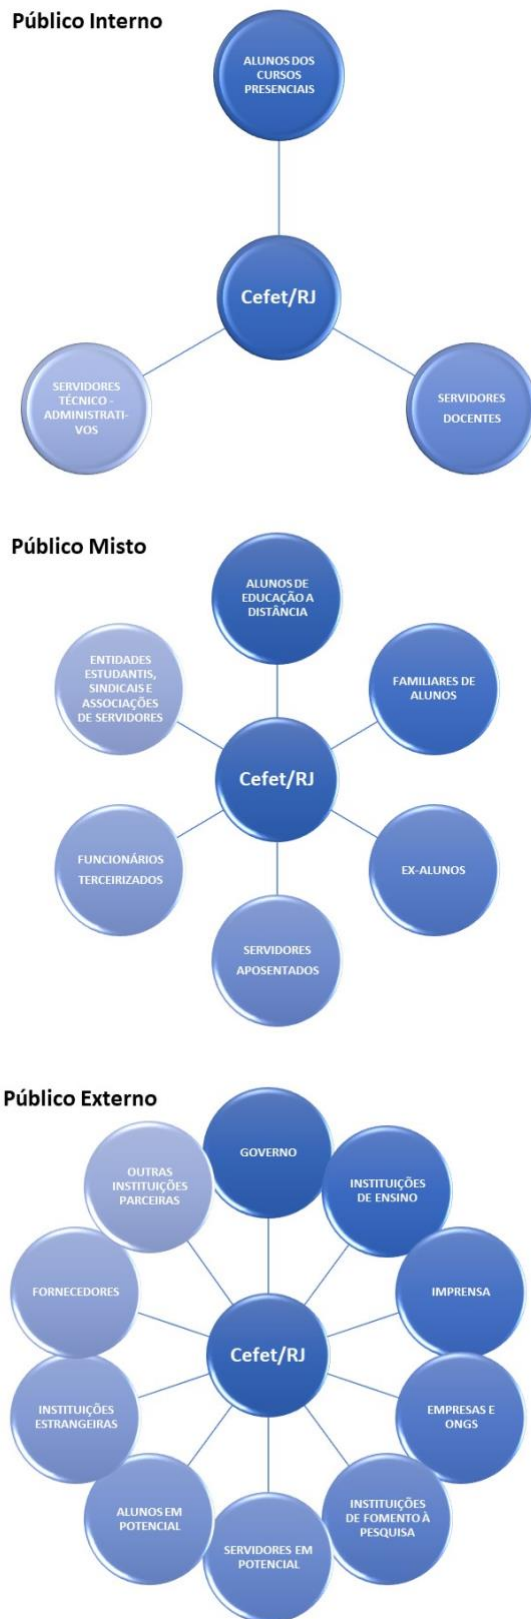 Público Interno
ALUNOS DOS
CURSOS
PRESENCIAIS
Cefet/RJ
SERVIDORES
TÉCNICO -
ADMINISTRATI-
VOS
SERVIDORES
DOCENTES
Público Misto
ALUNOS DE
EDUCAÇÃO A
DISTÂNCIA
ENTIDADES
ESTUDANTIS,
SINDICAIS E
ASSOCIAÇÕES
DE SERVIDORES
FAMILIARES DE
ALUNOS
Cefet/RJ
FUNCIONÁRIOS
TERCEIRIZADOS
EX-ALUNOS
SERVIDORES
APOSENTADOS
Público Externo
GOVERNO
OUTRAS
INSTITUIÇÕES
PARCEIRAS
INSTITUIÇÕES
DE ENSINO
FORNECEDORES
IMPRENSA
Cefet/RJ
INSTITUIÇÕES
ESTRANGEIRAS
EMPRESAS E
ONGS
ALUNOS EM
POTENCIAL
INSTITUIÇÕES
DE FOMENTO À
PESQUISA
SERVIDORES EM
POTENCIAL